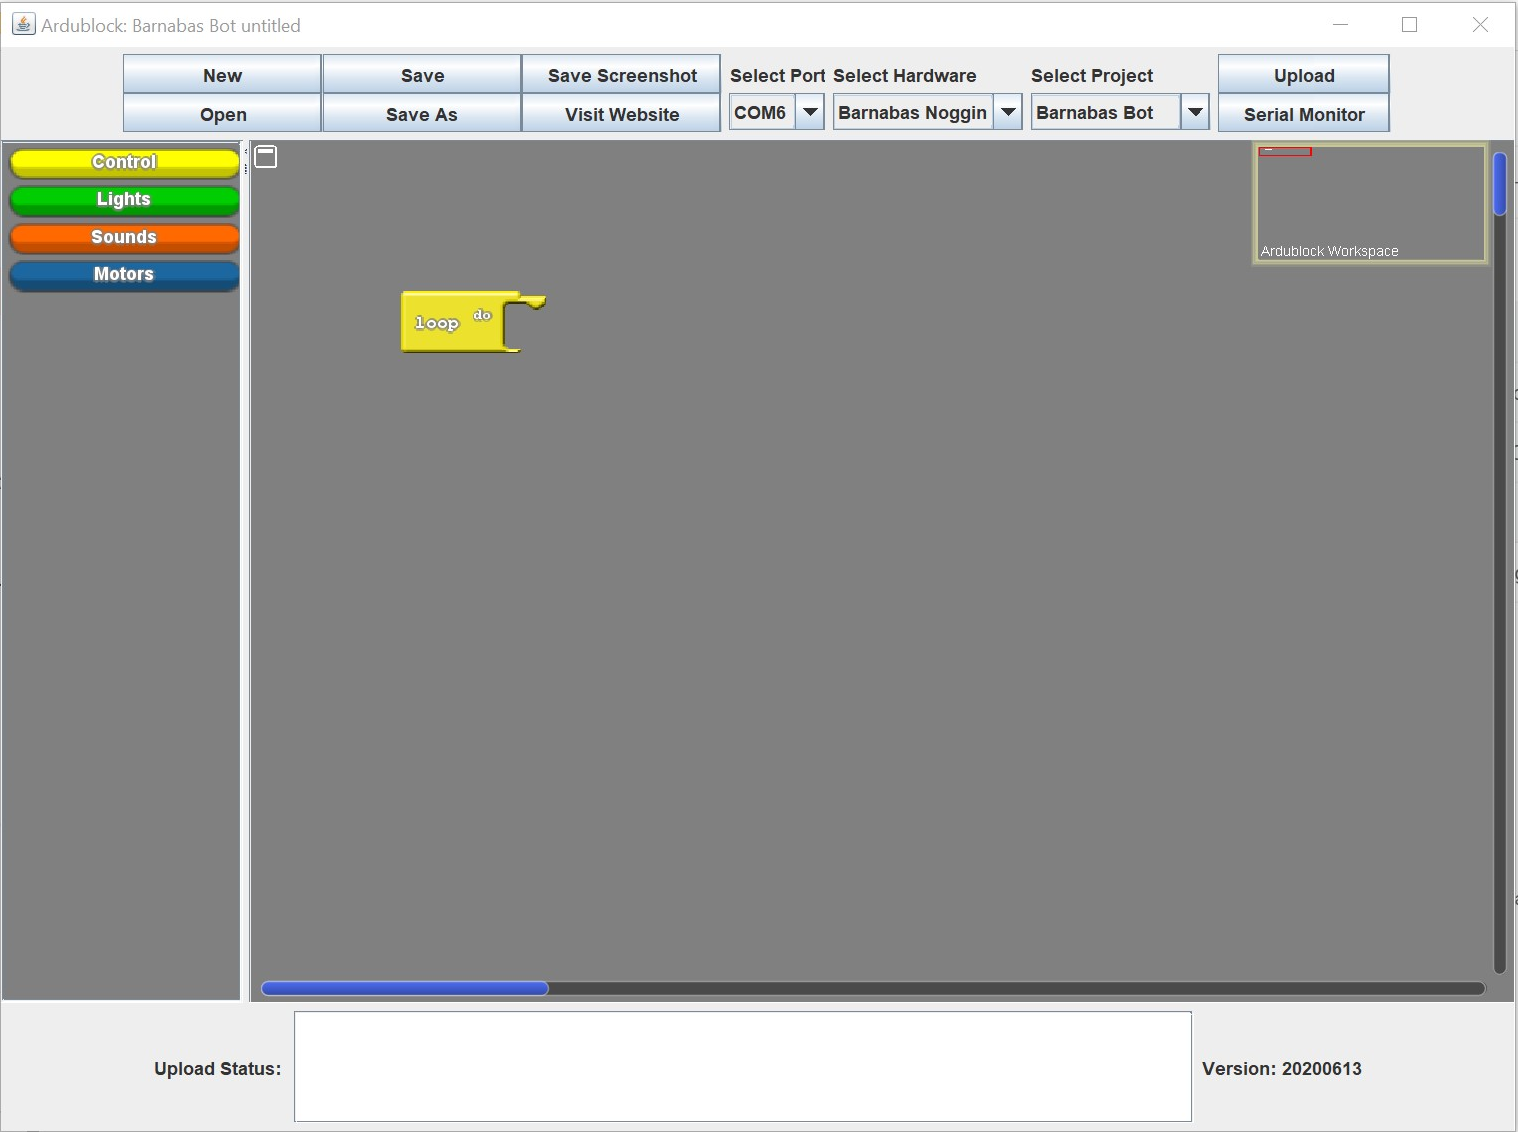 Ardublock: Barnabas Bot untitled
New
Save
Save Screenshot
Select Port
Select Hardware
Select Project
Upload
Open
Save As
Visit Website
COM6
Barnabas Noggin
Barnabas Bot
Serial Monitor
Control
Lights
Sounds
Motors
loop do
Ardublock Workspace
Upload Status:
Version: 20200613